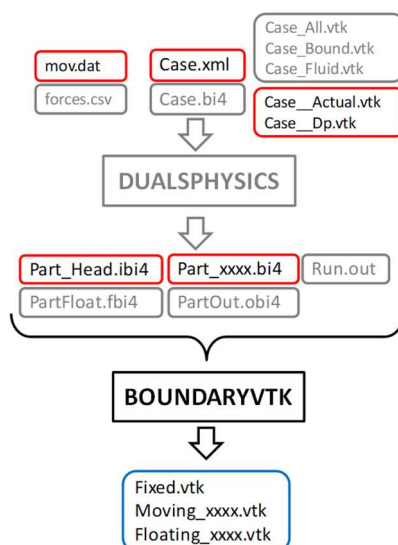 Case_All.vtk
Case_Bound.vtk
Case_Fluid.vtk
mov.dat
Case.xml
forces.csv
Case.bi4
Case__Actual.vtk
Case__Dp.vtk
DUALSPHYSICS
Part_Head.ibi4
Part_xxxx.bi4
Run.out
PartFloat.fbi4
PartOut.obi4
BOUNDARYVTK
Fixed.vtk
Moving_xxxx.vtk
Floating_xxxx.vtk